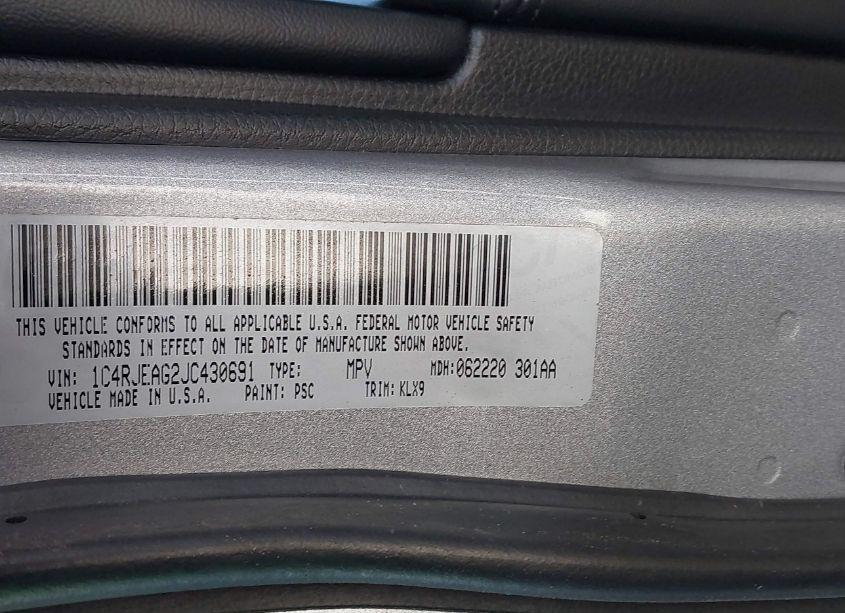 THIS VEHICLE CONFORMS TO ALL APPLICABLE U.S.A. FEDERAL MOTOR VEHICLE SAFETY
STANDARDS IN EFFECT ON THE DATE OF MANUFACTURE SHOWN ABOVE.
VIN: 1C4RJEAG2JC430691 TYPE: MPV MDH:062220 301AA
VEHICLE MADE IN U.S.A. PAINT: PSC TRIM: KLX9